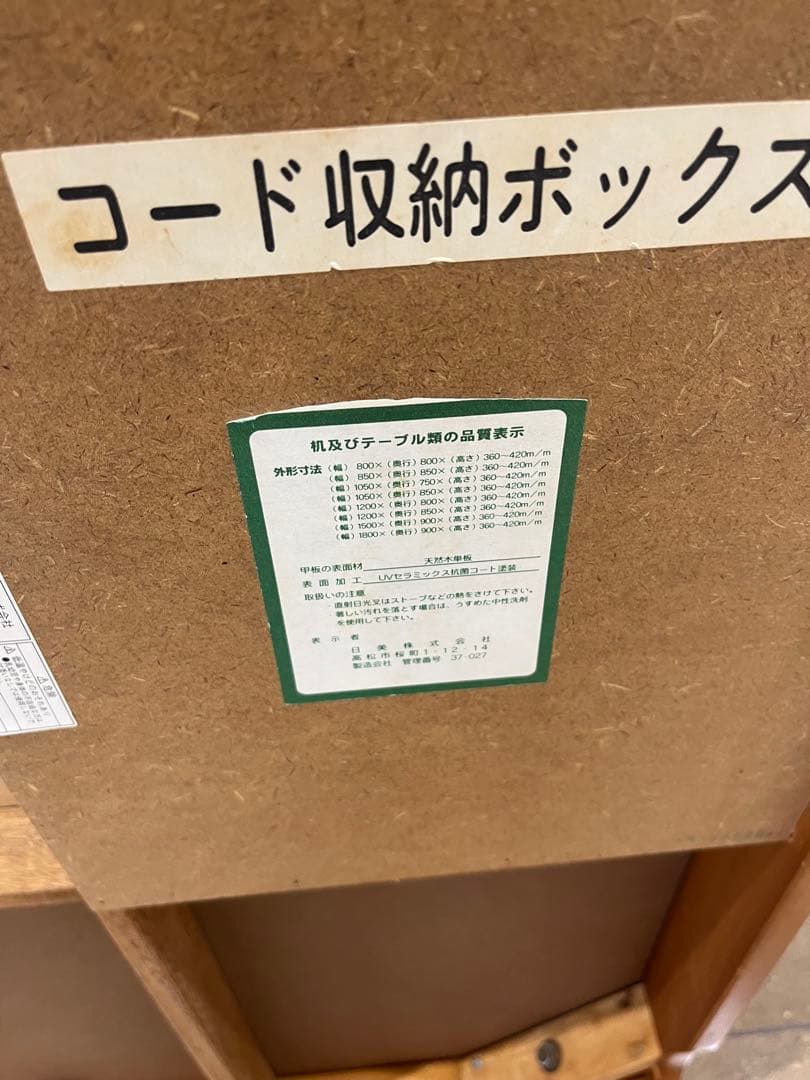 コード収納ボックス
机及びテーブル類の品質表示
外形寸法 (幅) 800×(奥行)800×(高さ)360〜420m/m
(幅) 850×(奥行)850×(高さ)360〜420m/m
(幅)1050×(奥行)750×(高さ)360〜420m/m
(幅)1050×(奥行)850×(高さ)360〜420m/m
(幅)1200×(奥行)800×(高さ)360〜420m/m
(幅)1200×(奥行)850×(高さ)360〜420m/m
(幅)1500×(奥行)900×(高さ)360〜420m/m
(幅)1800×(奥行)900×(高さ)360〜420m/m
甲板の表面材 天然木単板
表面加工 UVセラミックス抗菌コート塗装
取扱いの注意
直射日光又はストーブなどの熱をさけて下さい。
著しい汚れを落とす場合は、うすめた中性洗剤
を使用して下さい。
表示者
日美株式会社
高松市桜町1-12-14
製造会社 管理番号 37-027
式会社
⚠危険